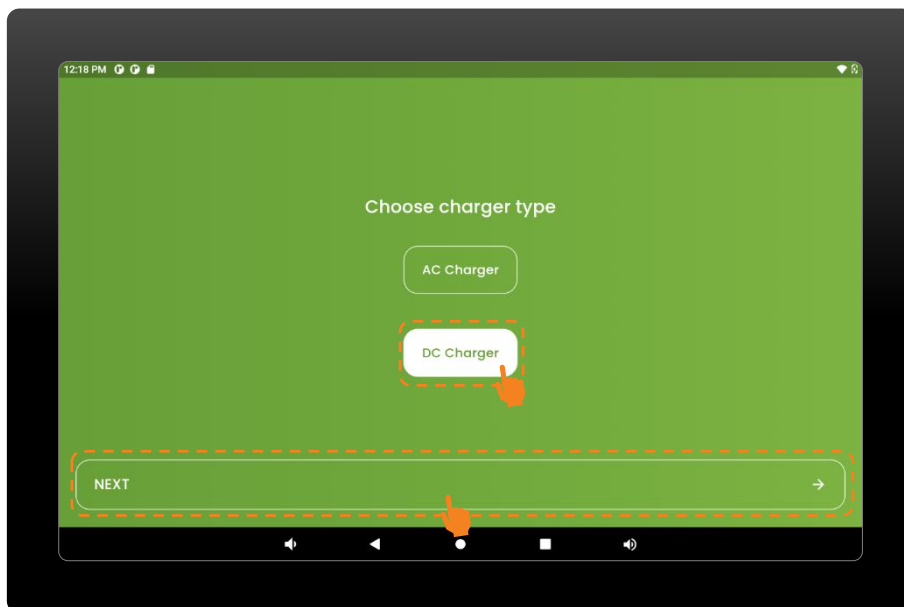 12:18 PM
Choose charger type
AC Charger
DC Charger
NEXT